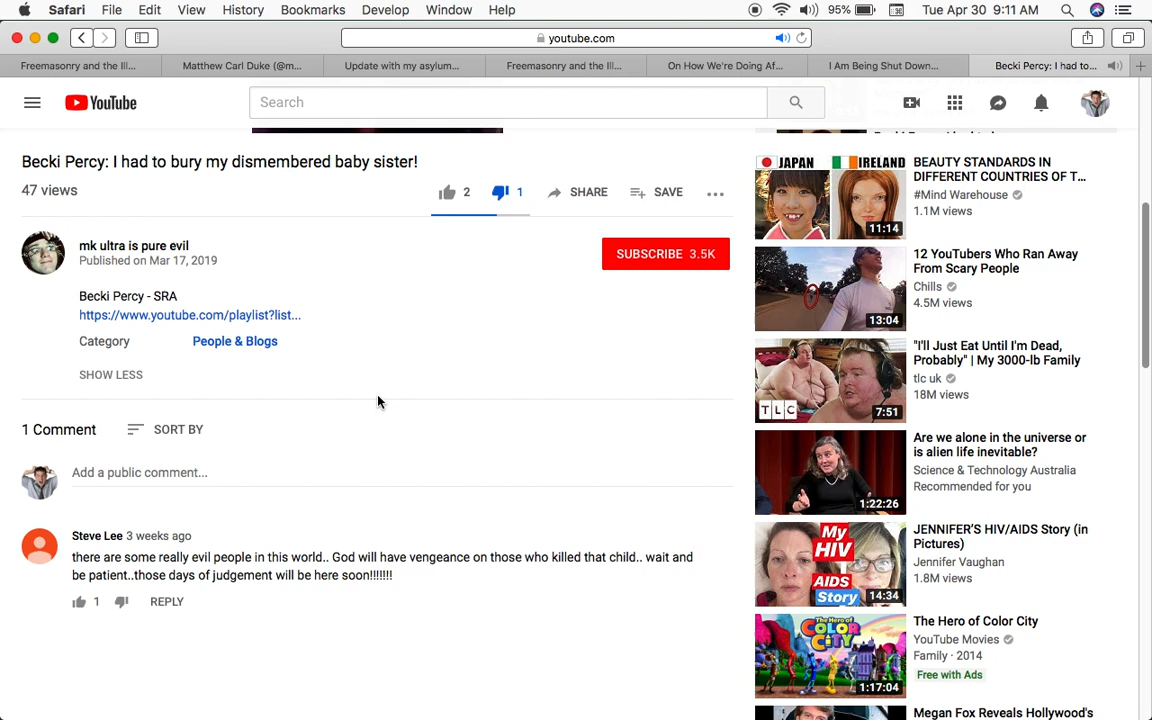 Safari File Edit View History Bookmarks Develop Window Help 95% Tue Apr 30 9:11 AM
youtube.com
Freemasonry and the Ill... Matthew Carl Duke (@m... Update with my asylum... Freemasonry and the Ill... On How We're Doing Af... I Am Being Shut Down... Becki Percy: I had to...
YouTube Search
Becki Percy: I had to bury my dismembered baby sister!
47 views
2 1 SHARE SAVE
mk ultra is pure evil
Published on Mar 17, 2019
SUBSCRIBE 3.5K
Becki Percy - SRA
https://www.youtube.com/playlist?list...
Category People & Blogs
SHOW LESS
1 Comment SORT BY
Add a public comment...
Steve Lee 3 weeks ago
there are some really evil people in this world.. God will have vengeance on those who killed that child.. wait and
be patient..those days of judgement will be here soon!!!!!!!
1 REPLY
JAPAN IRELAND
11:14
BEAUTY STANDARDS IN
DIFFERENT COUNTRIES OF T...
#Mind Warehouse
1.1M views
13:04
12 YouTubers Who Ran Away
From Scary People
Chills
4.5M views
TLC
7:51
"I'll Just Eat Until I'm Dead,
Probably" | My 3000-lb Family
tlc uk
18M views
1:22:26
Are we alone in the universe or
is alien life inevitable?
Science & Technology Australia
Recommended for you
My
HIV
AIDS
Story
14:34
JENNIFER'S HIV/AIDS Story (in
Pictures)
Jennifer Vaughan
1.8M views
The Hero of
COLOR
CITY
1:17:04
The Hero of Color City
YouTube Movies
Family · 2014
Free with Ads
Megan Fox Reveals Hollywood's